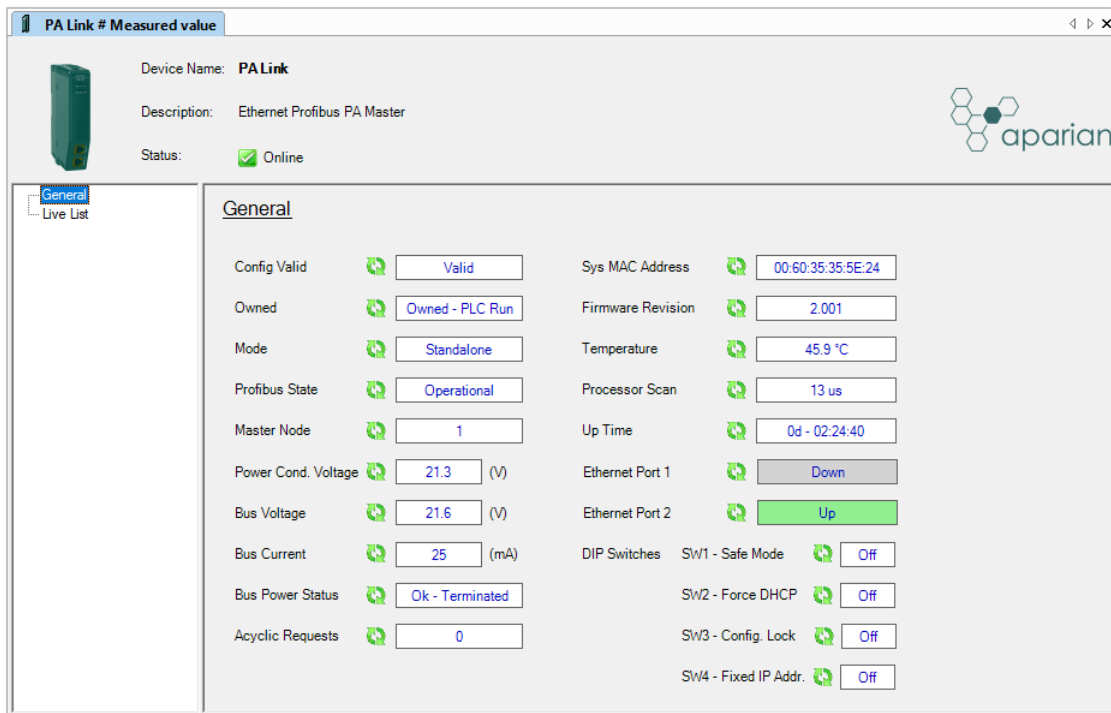 PA Link # Measured value
Device Name: PA Link
Description: Ethernet Profibus PA Master
Status: Online
aparian
General
Live List
General
Config Valid Valid Sys MAC Address 00:60:35:35:5E:24
Owned Owned - PLC Run Firmware Revision 2.001
Mode Standalone Temperature 45.9 °C
Profibus State Operational Processor Scan 13 us
Master Node 1 Up Time 0d - 02:24:40
Power Cond. Voltage 21.3 (V) Ethernet Port 1 Down
Bus Voltage 21.6 (V) Ethernet Port 2 Up
Bus Current 25 (mA) DIP Switches SW1 - Safe Mode Off
Bus Power Status Ok - Terminated SW2 - Force DHCP Off
Acyclic Requests 0 SW3 - Config. Lock Off
SW4 - Fixed IP Addr. Off